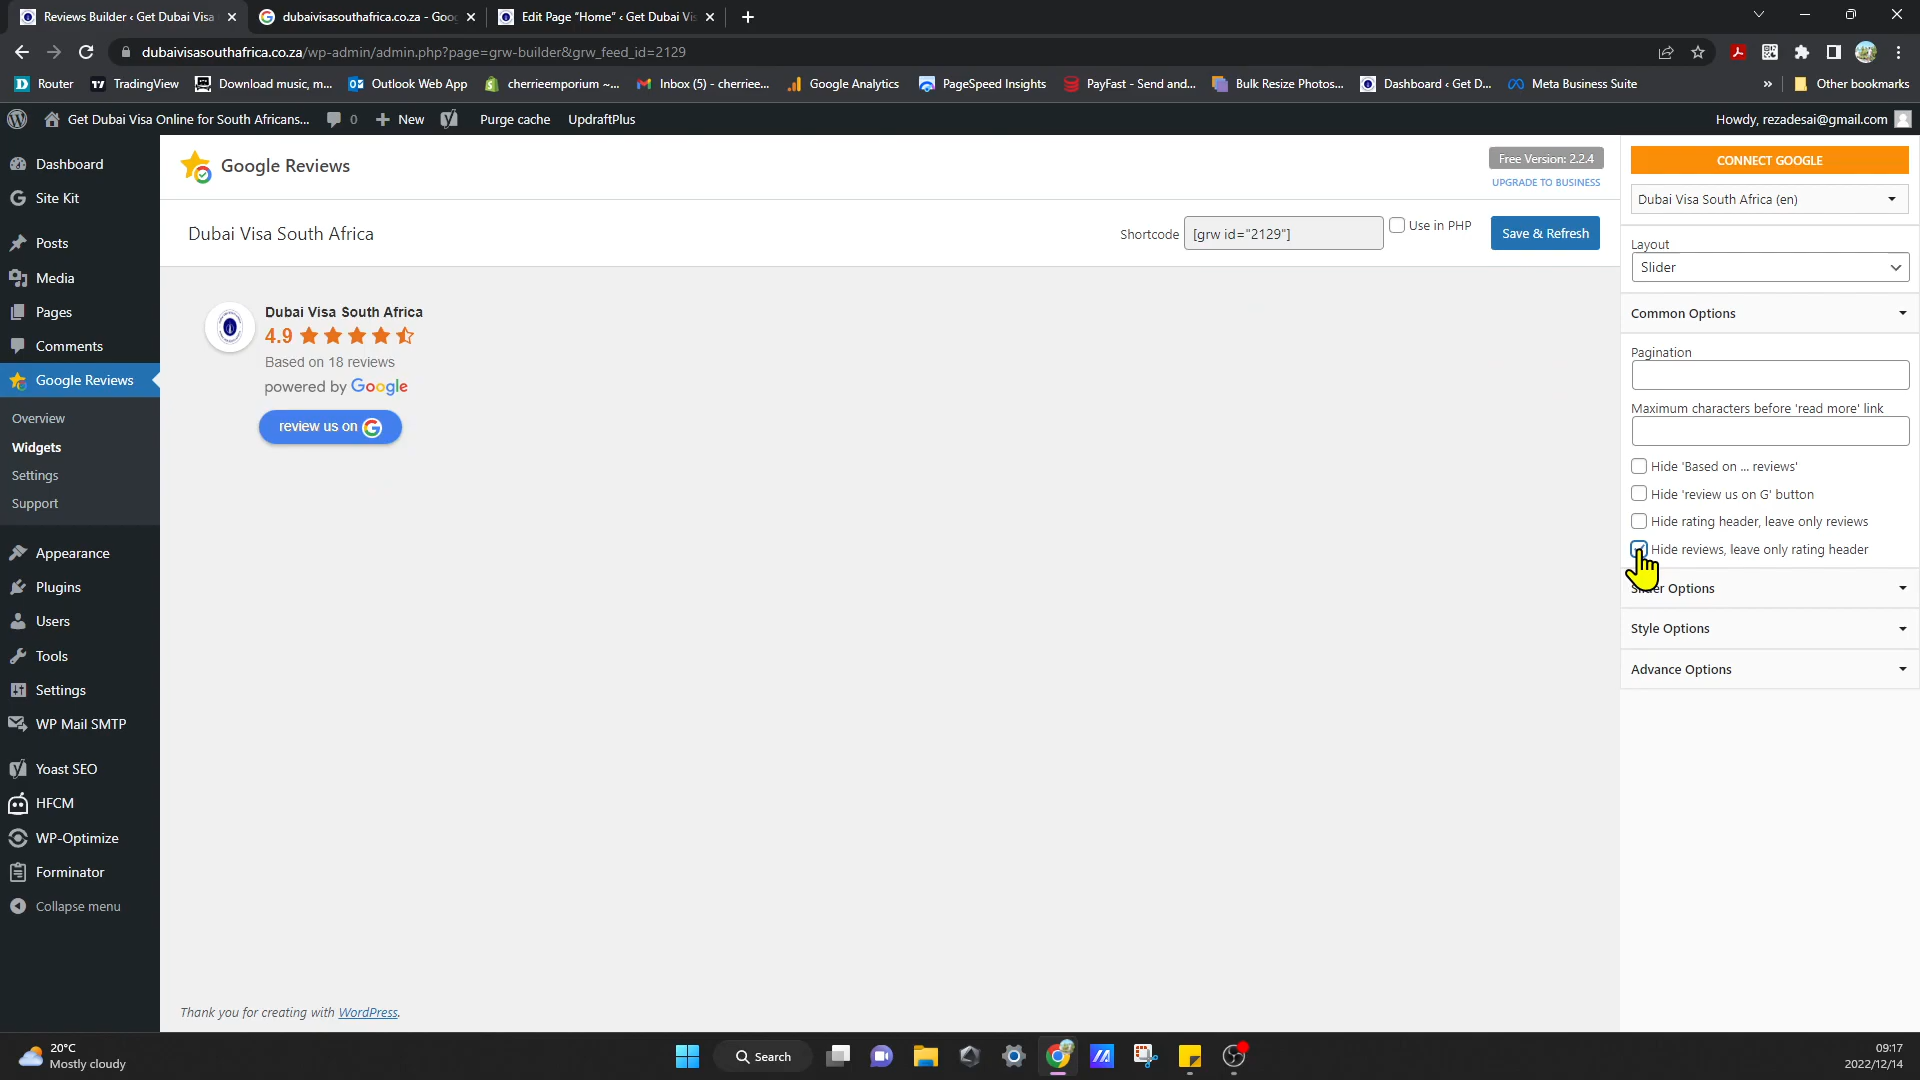 Reviews Builder ‹ Get Dubai Visa
dubaivisasouthafrica.co.za - Goog
Edit Page “Home” ‹ Get Dubai Vis
dubaivisasouthafrica.co.za/wp-admin/admin.php?page=grw-builder&grw_feed_id=2129
Router
TradingView
Download music, m...
Outlook Web App
cherrieemporium ~...
Inbox (5) - cherriee...
Google Analytics
PageSpeed Insights
PayFast - Send and...
Bulk Resize Photos...
Dashboard ‹ Get D...
Meta Business Suite
»
Other bookmarks
Get Dubai Visa Online for South Africans...
0
New
Purge cache
UpdraftPlus
Howdy, rezadesai@gmail.com
Dashboard
Site Kit
Posts
Media
Pages
Comments
Google Reviews
Overview
Widgets
Settings
Support
Appearance
Plugins
Users
Tools
Settings
WP Mail SMTP
Yoast SEO
HFCM
WP-Optimize
Forminator
Collapse menu
Google Reviews
Free Version: 2.2.4
UPGRADE TO BUSINESS
Dubai Visa South Africa
Shortcode
[grw id="2129"]
Use in PHP
Save & Refresh
Dubai Visa South Africa
4.9
Based on 18 reviews
powered by Google
review us on G
CONNECT GOOGLE
Dubai Visa South Africa (en)
Layout
Slider
Common Options
Pagination
Maximum characters before 'read more' link
Hide 'Based on ... reviews'
Hide 'review us on G' button
Hide rating header, leave only reviews
Hide reviews, leave only rating header
Slider Options
Style Options
Advance Options
Thank you for creating with WordPress.
20°C
Mostly cloudy
Search
09:17
2022/12/14